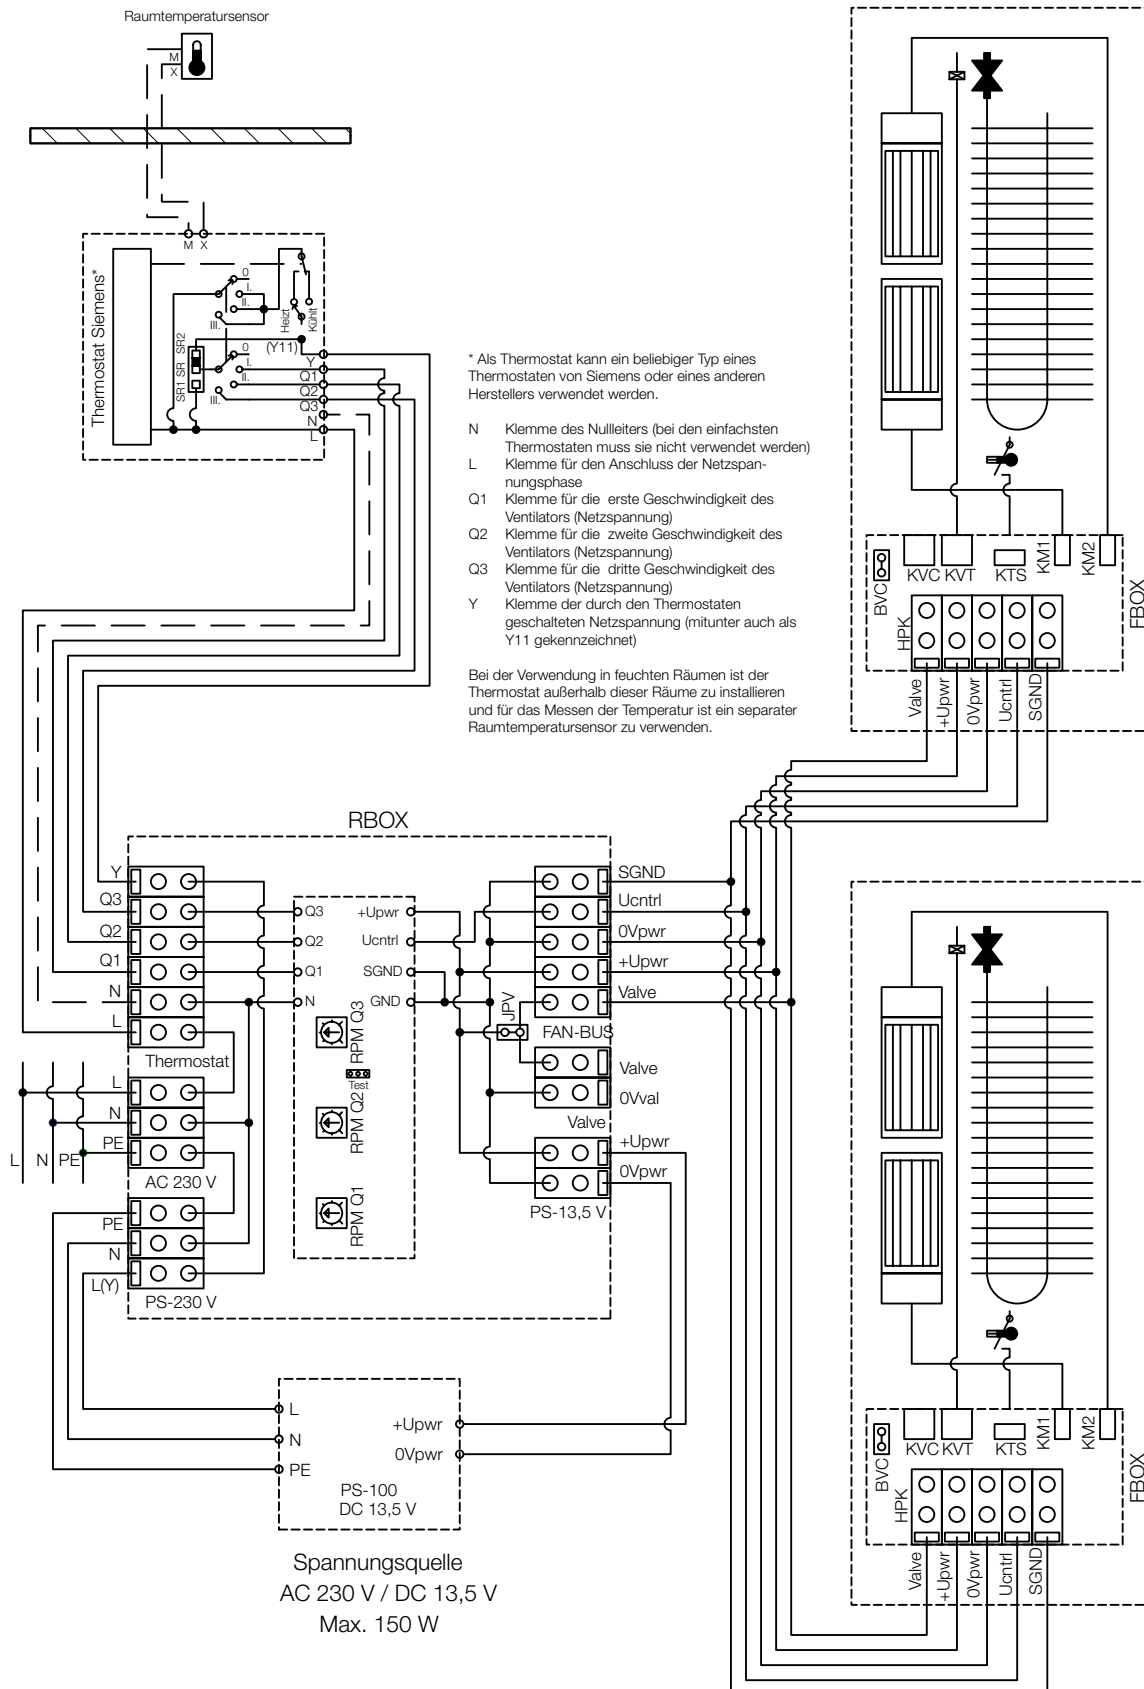 Raumtemperatursensor
M
X
M X
Thermostat Siemens*
0
I.
II.
III.
Heizt
Kühlt
SR1 SR SR2
0
I.
II.
III.
(Y11)
Y
Q1
Q2
Q3
N
L
* Als Thermostat kann ein beliebiger Typ eines
Thermostaten von Siemens oder eines anderen
Herstellers verwendet werden.
N Klemme des Nullleiters (bei den einfachsten
Thermostaten muss sie nicht verwendet werden)
L Klemme für den Anschluss der Netzspan-
nungsphase
Q1 Klemme für die erste Geschwindigkeit des
Ventilators (Netzspannung)
Q2 Klemme für die zweite Geschwindigkeit des
Ventilators (Netzspannung)
Q3 Klemme für die dritte Geschwindigkeit des
Ventilators (Netzspannung)
Y Klemme der durch den Thermostaten
geschalteten Netzspannung (mitunter auch als
Y11 gekennzeichnet)
Bei der Verwendung in feuchten Räumen ist der
Thermostat außerhalb dieser Räume zu installieren
und für das Messen der Temperatur ist ein separater
Raumtemperatursensor zu verwenden.
BVC
KVC KVT KTS KM1 KM2
HPK
FBOX
Valve
+Upwr
0Vpwr
Ucntrl
SGND
RBOX
Y
Q3
Q2
Q1
N
L
Thermostat
L
N
PE
AC 230 V
L N PE
PE
N
L(Y)
PS-230 V
Q3
Q2
Q1
N
+Upwr
Ucntrl
SGND
GND
RPM Q3
Test
RPM Q2
RPM Q1
JPV
SGND
Ucntrl
0Vpwr
+Upwr
Valve
FAN-BUS
Valve
0Vval
Valve
+Upwr
0Vpwr
PS-13,5 V
L
N
PE
+Upwr
0Vpwr
PS-100
DC 13,5 V
Spannungsquelle
AC 230 V / DC 13,5 V
Max. 150 W
BVC
KVC KVT KTS KM1 KM2
HPK
FBOX
Valve
+Upwr
0Vpwr
Ucntrl
SGND